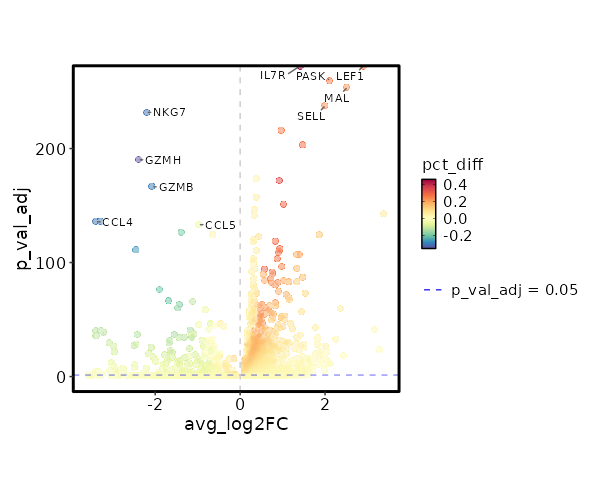 IL7R PASK LEF1
MAL
SELL
NKG7
GZMH
GZMB
CCL4
CCL5
200
100
0
-2 0 2
avg_log2FC
p_val_adj
pct_diff
0.4
0.2
0.0
-0.2
p_val_adj = 0.05